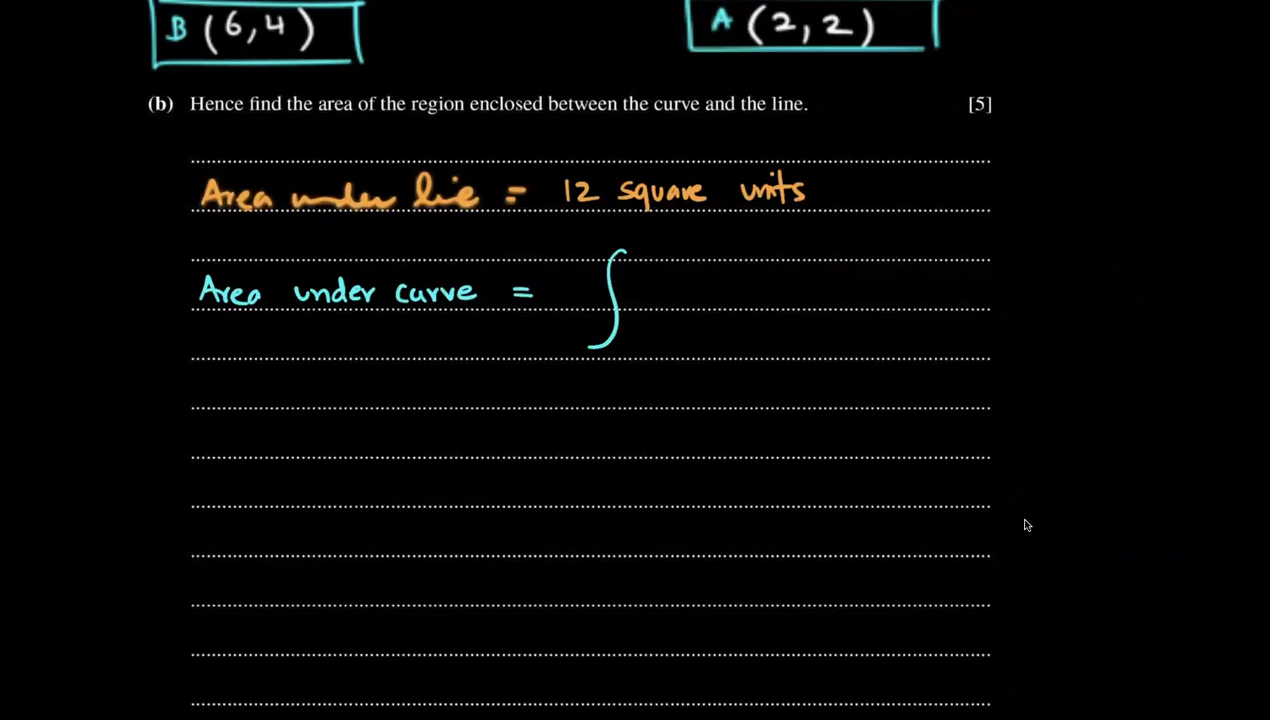 B (6,4)
A (2,2)
(b) Hence find the area of the region enclosed between the curve and the line. [5]
Area under lie = 12 square units
Area under curve = ∫